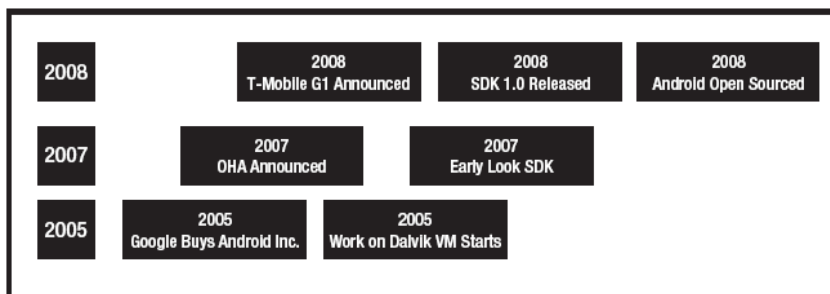 2008
2008
T-Mobile G1 Announced
2008
SDK 1.0 Released
2008
Android Open Sourced
2007
2007
OHA Announced
2007
Early Look SDK
2005
2005
Google Buys Android Inc.
2005
Work on Dalvik VM Starts